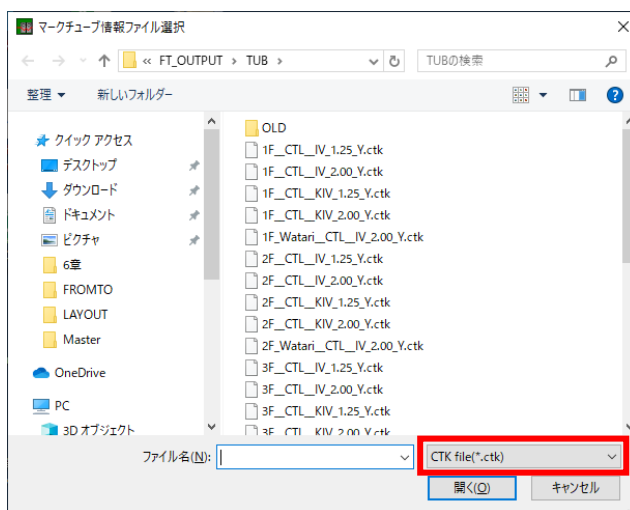 マークチューブ情報ファイル選択
« FT_OUTPUT > TUB >
TUBの検索
整理
新しいフォルダー
クイック アクセス
デスクトップ
ダウンロード
ドキュメント
ピクチャ
6章
FROMTO
LAYOUT
Master
OneDrive
PC
3D オブジェクト
OLD
1F__CTL__IV_1.25_Y.ctk
1F__CTL__IV_2.00_Y.ctk
1F__CTL__KIV_1.25_Y.ctk
1F__CTL__KIV_2.00_Y.ctk
1F_Watari__CTL__IV_2.00_Y.ctk
2F__CTL__IV_1.25_Y.ctk
2F__CTL__IV_2.00_Y.ctk
2F__CTL__KIV_1.25_Y.ctk
2F__CTL__KIV_2.00_Y.ctk
2F_Watari__CTL__IV_2.00_Y.ctk
3F__CTL__IV_1.25_Y.ctk
3F__CTL__IV_2.00_Y.ctk
3F__CTL__KIV_1.25_Y.ctk
3F__CTL__KIV_2.00_Y.ctk
ファイル名(N):
CTK file(*.ctk)
開く(O)
キャンセル